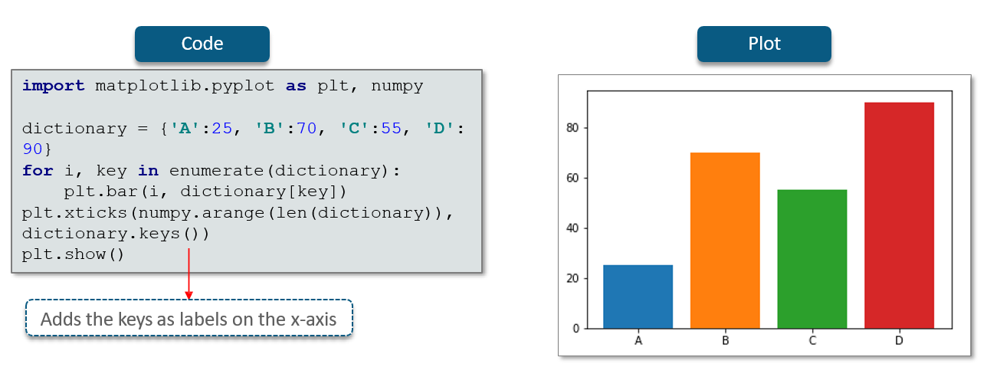 Code
import matplotlib.pyplot as plt, numpy
dictionary = {'A':25, 'B':70, 'C':55, 'D':
90}
for i, key in enumerate(dictionary):
    plt.bar(i, dictionary[key])
plt.xticks(numpy.arange(len(dictionary)),
dictionary.keys())
plt.show()
Adds the keys as labels on the x-axis
Plot
80
60
40
20
0
A B C D